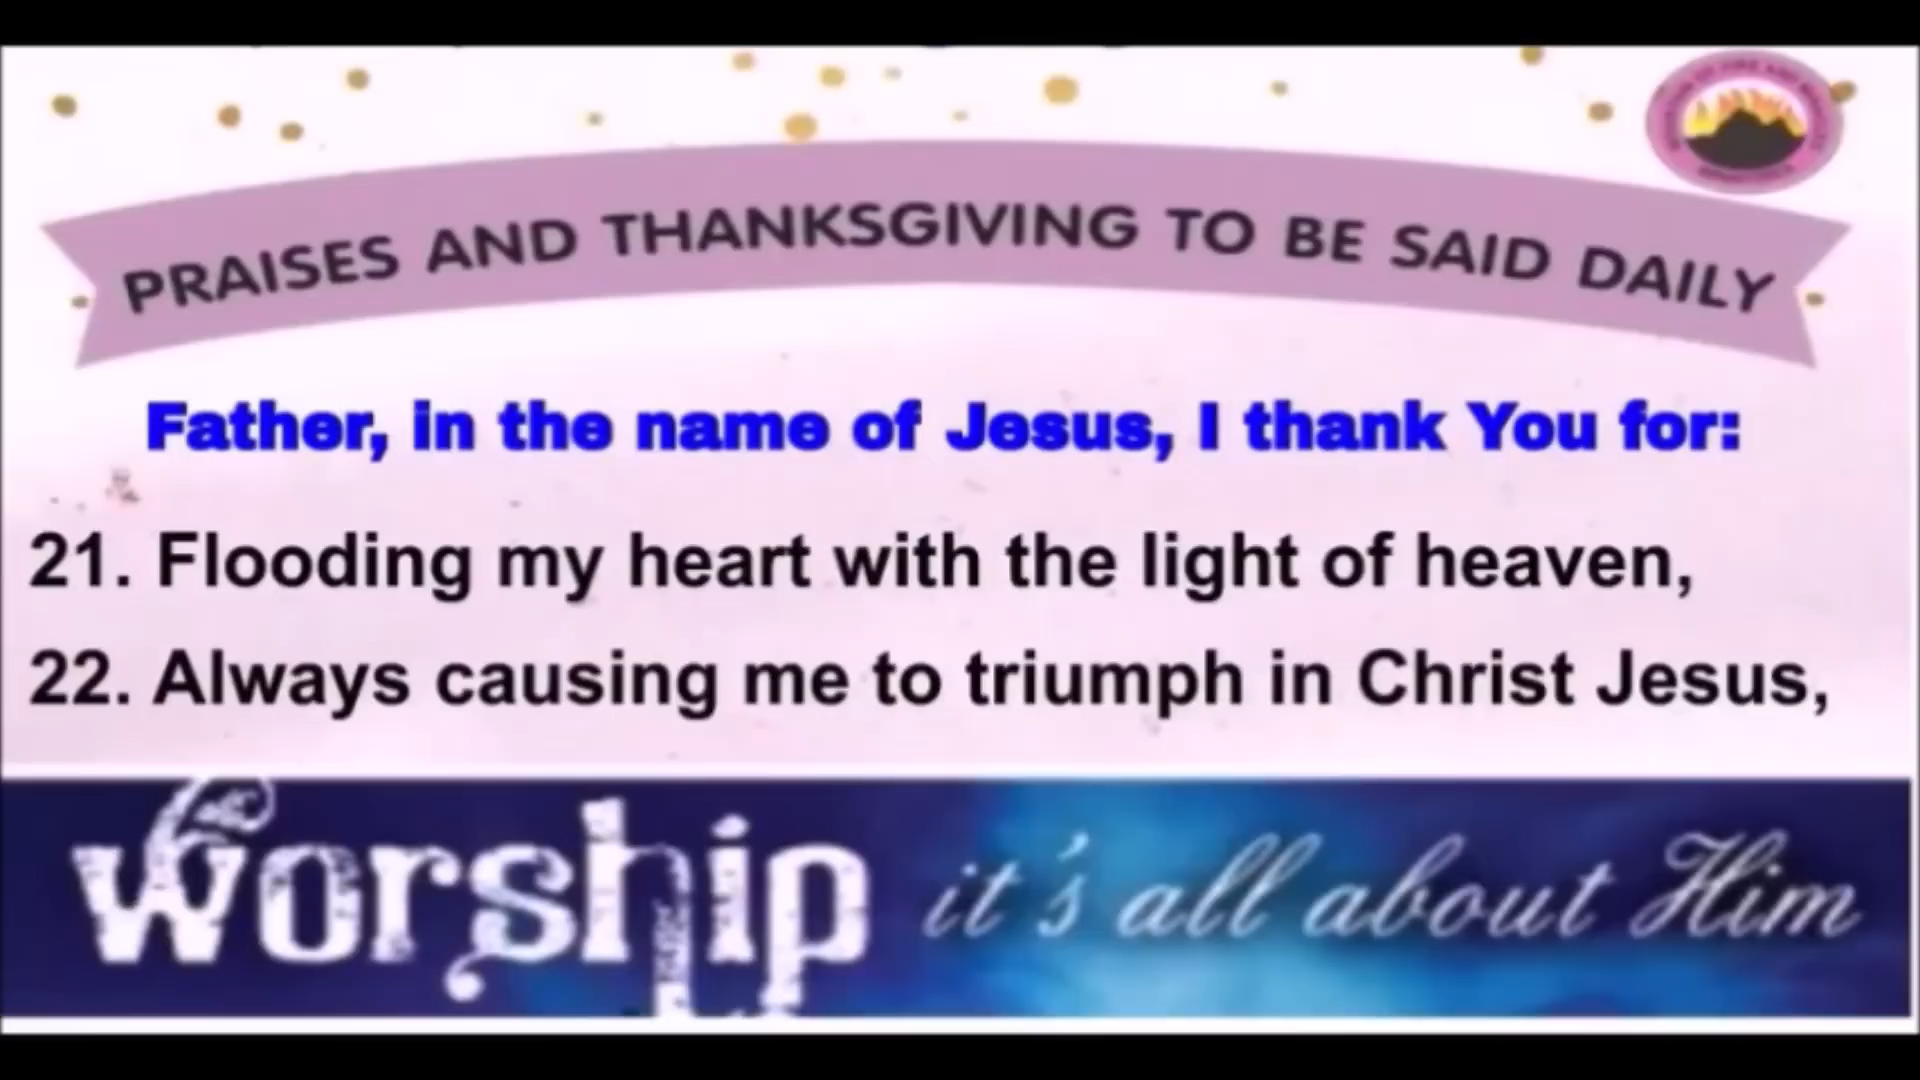 PRAISES AND THANKSGIVING TO BE SAID DAILY
Father, in the name of Jesus, I thank You for:
21. Flooding my heart with the light of heaven,
22. Always causing me to triumph in Christ Jesus,
worship it's all about Him